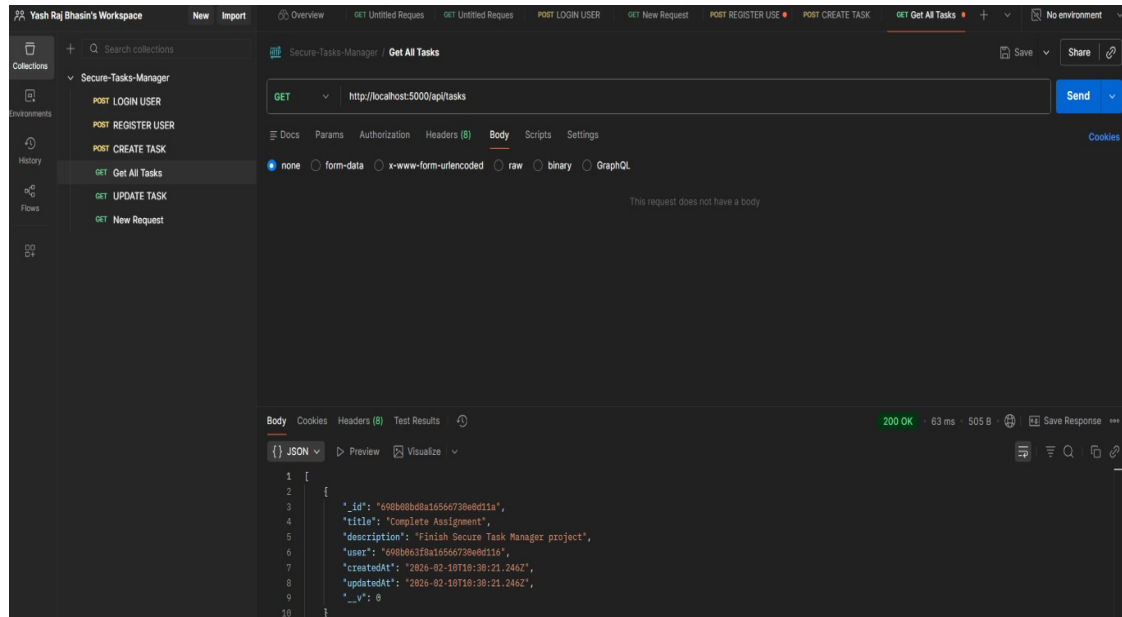 Yash Raj Bhasin's Workspace New Import Overview GET Untitled Reques GET Untitled Reques POST LOGIN USER GET New Request POST REGISTER USE POST CREATE TASK GET Get All Tasks No environment
Collections
Environments
History
Flows
Search collections
Secure-Tasks-Manager
POST LOGIN USER
POST REGISTER USER
POST CREATE TASK
GET Get All Tasks
GET UPDATE TASK
GET New Request
HTTP Secure-Tasks-Manager / Get All Tasks Save Share
GET http://localhost:5000/api/tasks Send
Docs Params Authorization Headers (8) Body Scripts Settings Cookies
none form-data x-www-form-urlencoded raw binary GraphQL
This request does not have a body
Body Cookies Headers (8) Test Results 200 OK 63 ms 505 B Save Response
{} JSON Preview Visualize
1 [
2 {
3 "_id": "698b08bd8a16566730e0d11a",
4 "title": "Complete Assignment",
5 "description": "Finish Secure Task Manager project",
6 "user": "698b063f8a16566730e0d116",
7 "createdAt": "2026-02-10T10:30:21.246Z",
8 "updatedAt": "2026-02-10T10:30:21.246Z",
9 "__v": 0
10 }